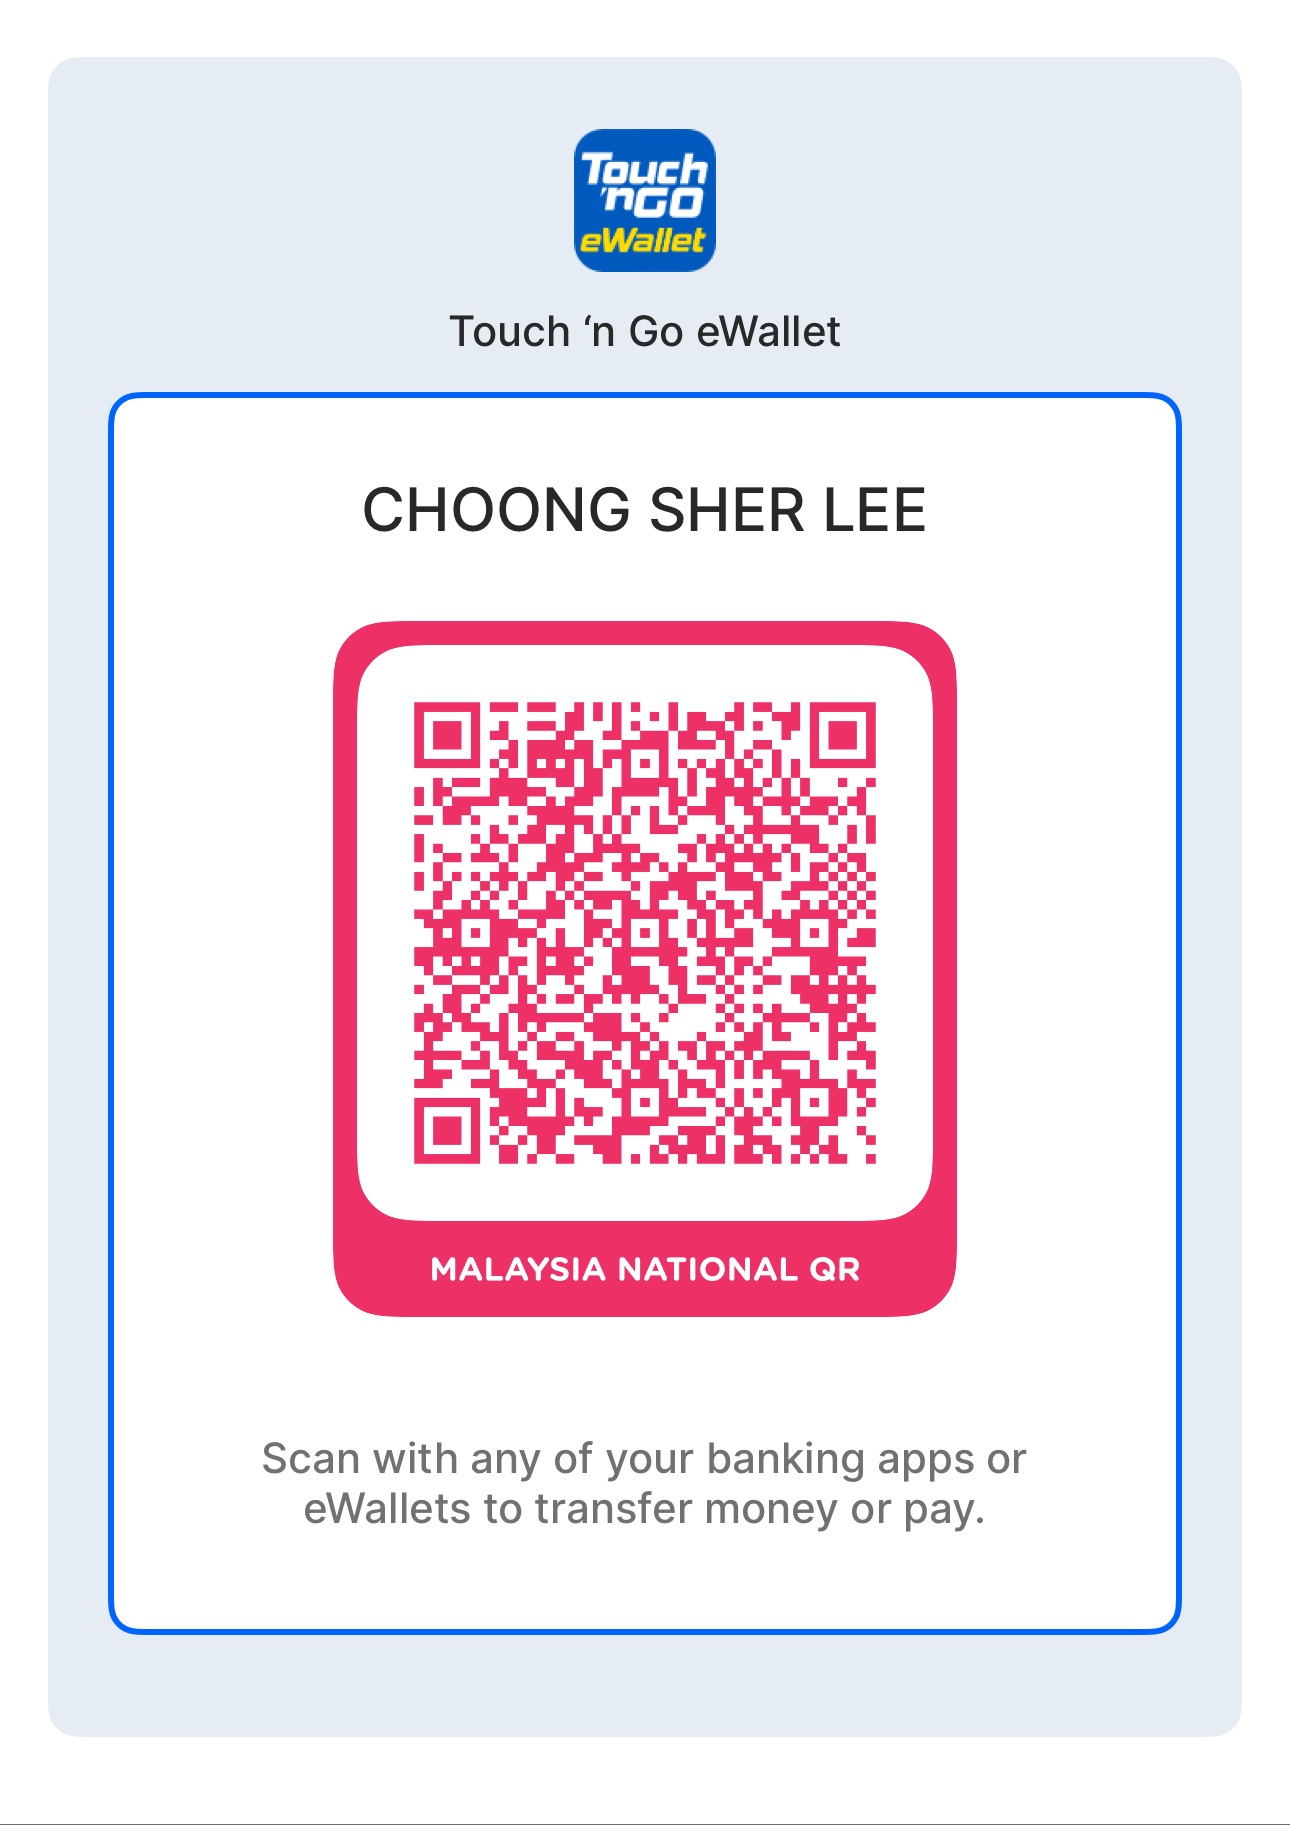 Touch
'nGO
eWallet
Touch ‘n Go eWallet
CHOONG SHER LEE
MALAYSIA NATIONAL QR
Scan with any of your banking apps or
eWallets to transfer money or pay.